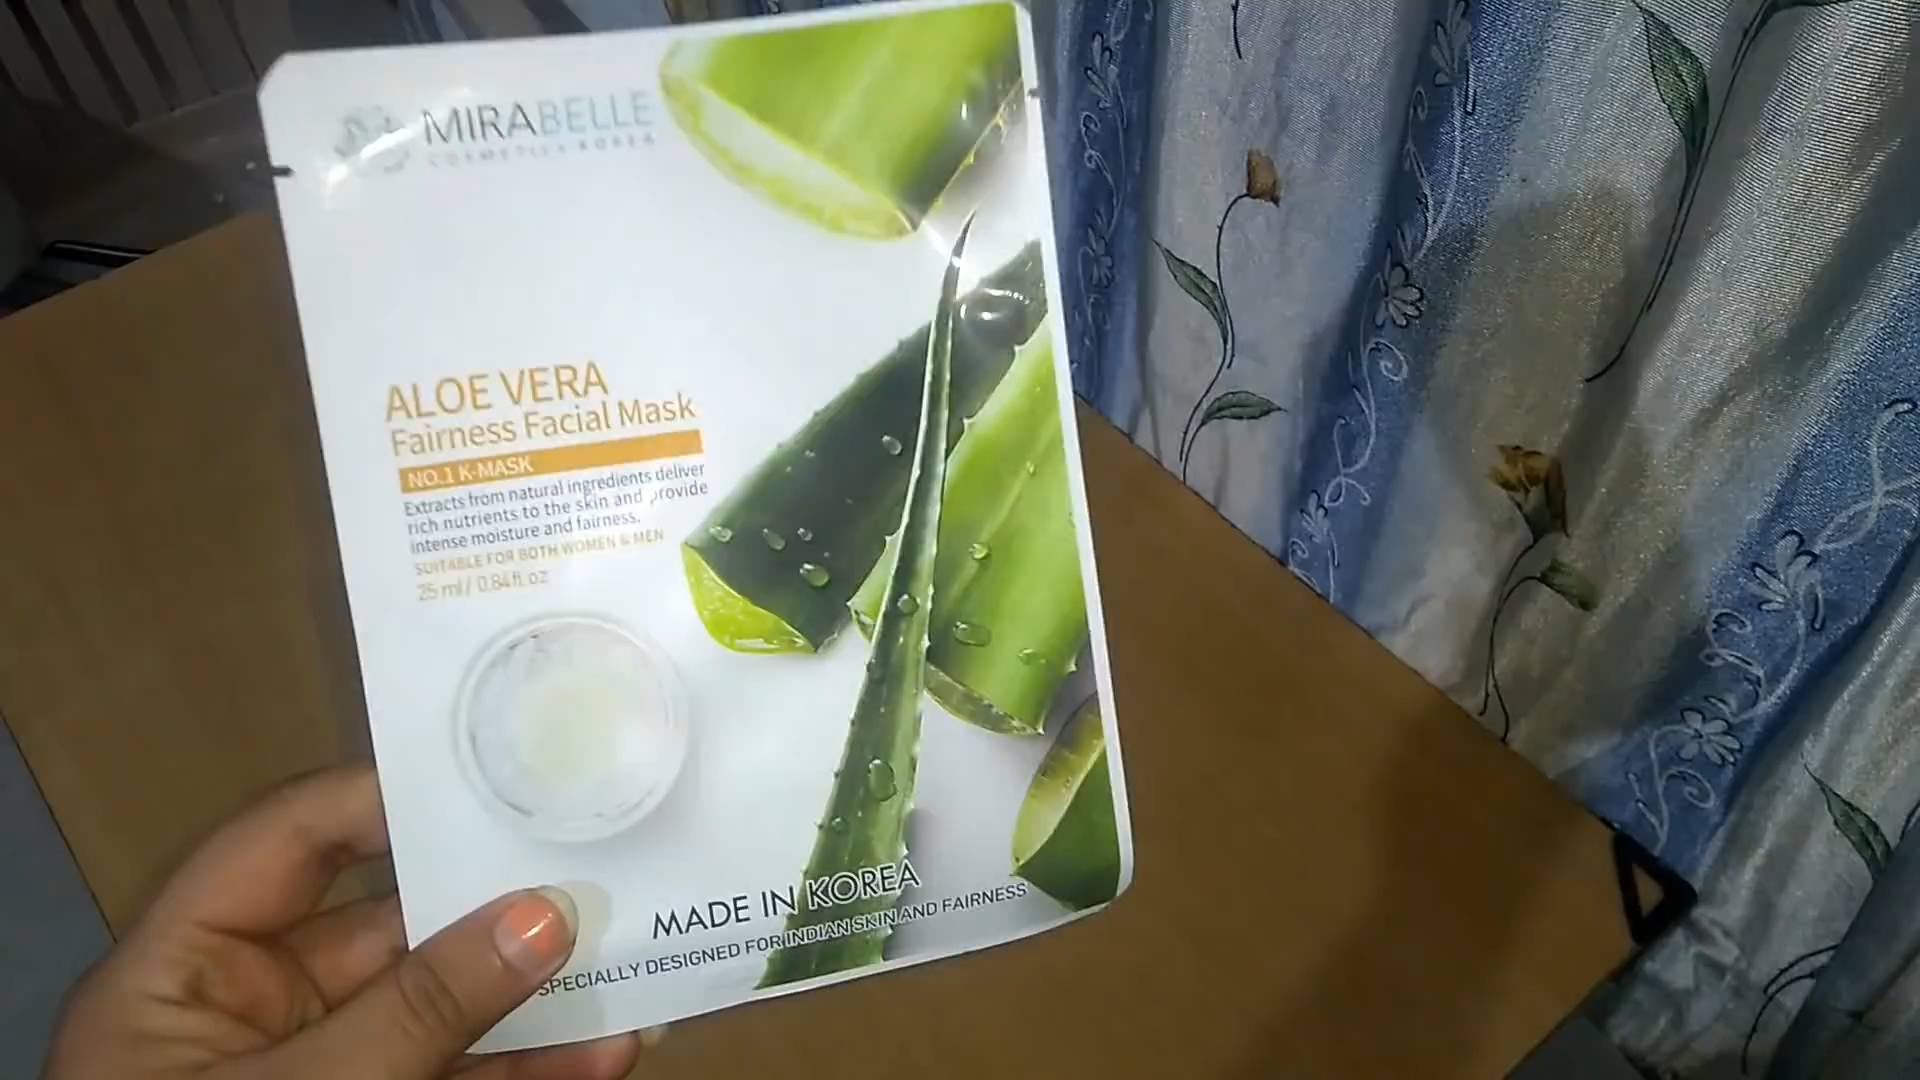 MIRABELLE
COSMETICS KOREA
ALOE VERA
Fairness Facial Mask
NO.1 K-MASK
Extracts from natural ingredients deliver
rich nutrients to the skin and provide
intense moisture and fairness.
SUITABLE FOR BOTH WOMEN & MEN
25 ml / 0.84fl. oz
MADE IN KOREA
SPECIALLY DESIGNED FOR INDIAN SKIN AND FAIRNESS